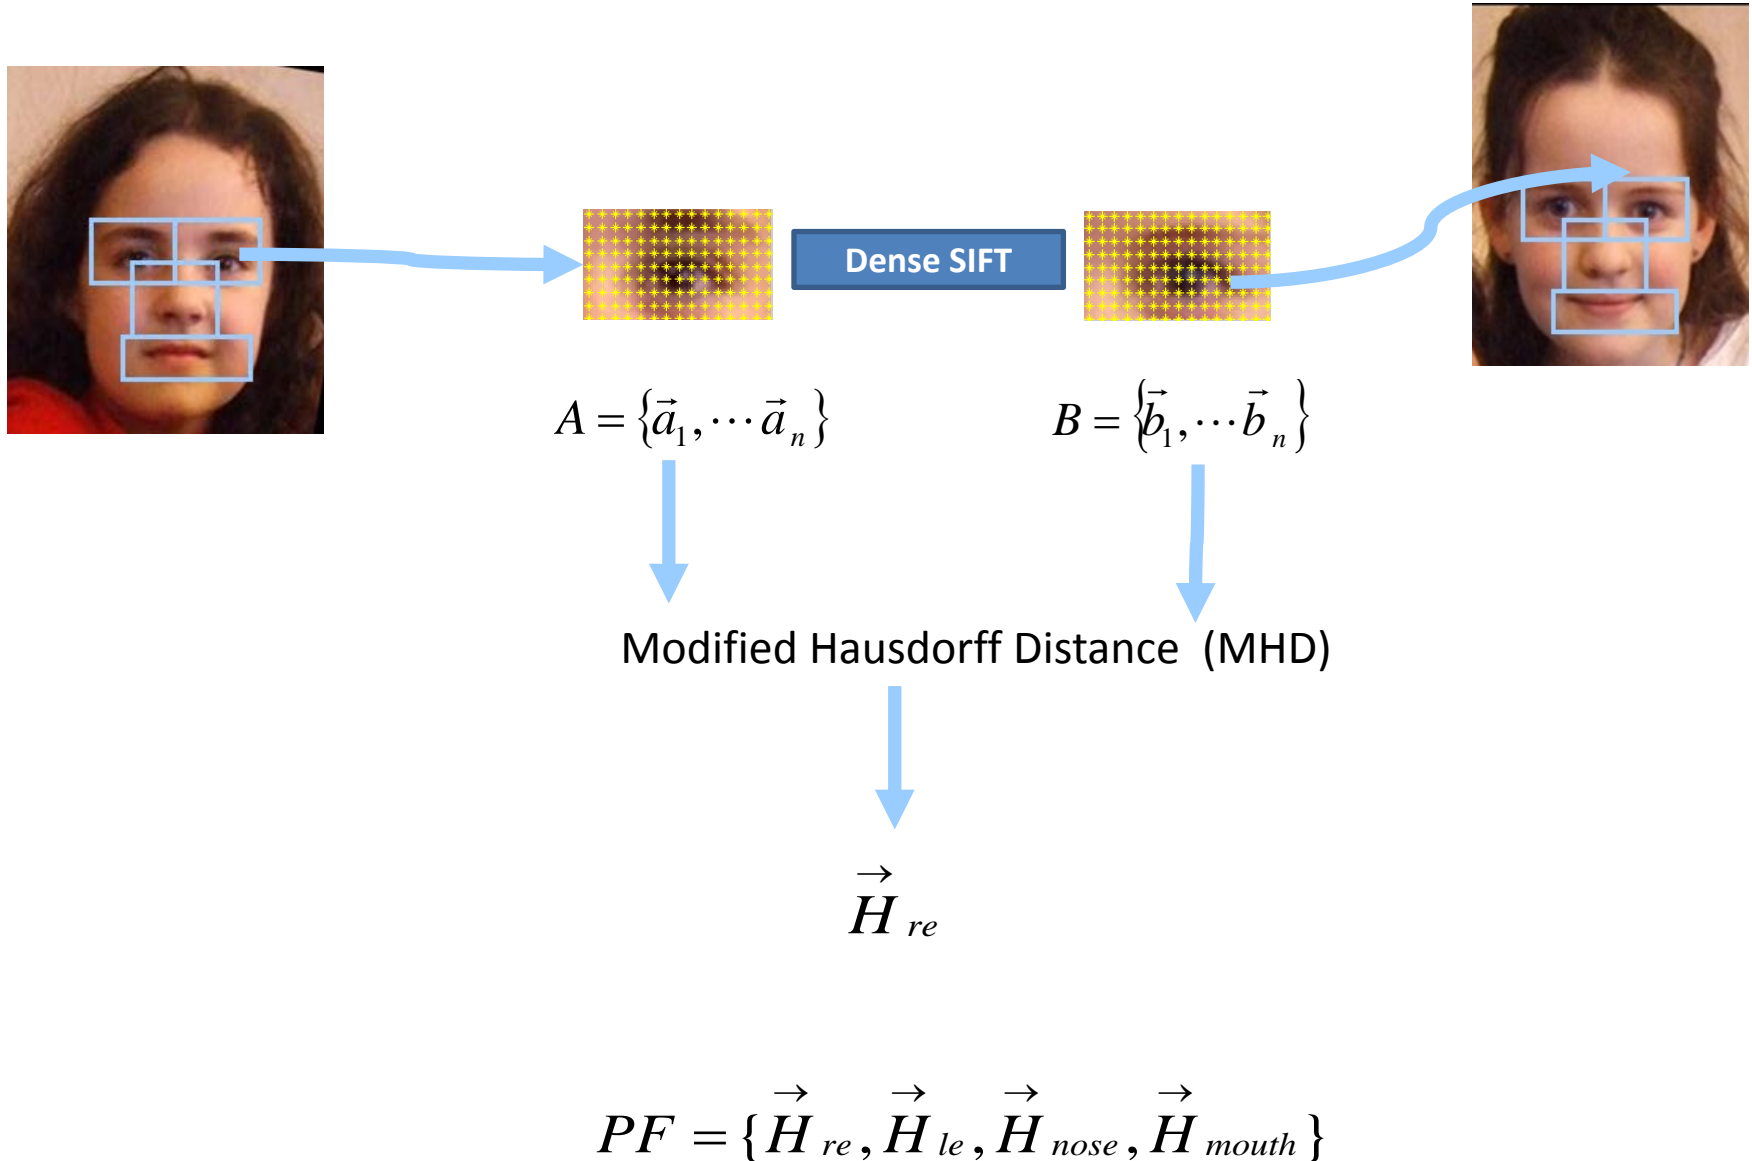 Dense SIFT
A = {a⃗₁, ⋯ a⃗ₙ}
B = {b⃗₁, ⋯ b⃗ₙ}
Modified Hausdorff Distance (MHD)
H⃗ re
PF = {H⃗ re, H⃗ le, H⃗ nose, H⃗ mouth}